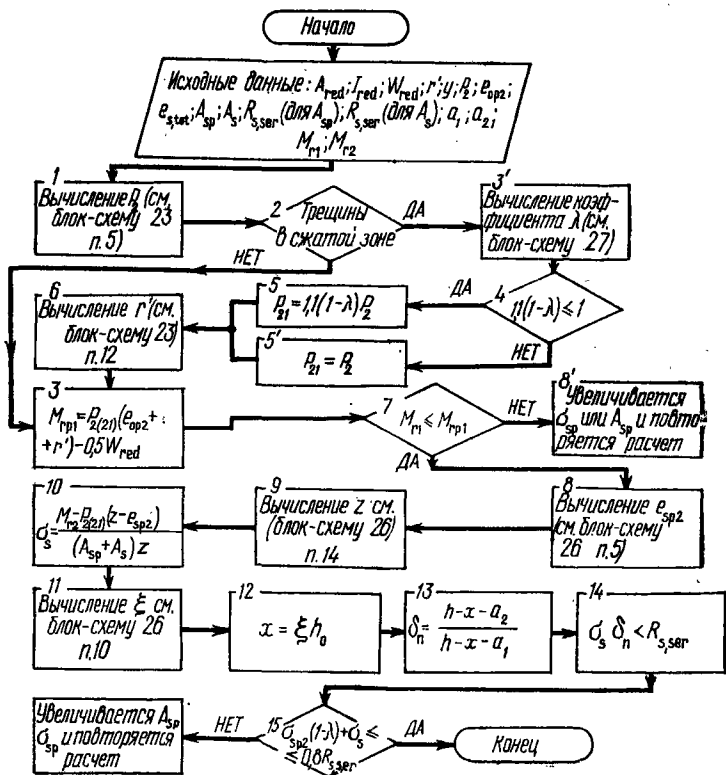 Начало
Исходные данные: A_red; I_red; W_red; r'; y; P_2; e_op2;
e_s,tot; A_sp; A_s; R_s,ser (для A_sp); R_s,ser (для A_s); a_1; a_2;
M_r1; M_r2
1
Вычисление P_2 (см.
блок-схему 23
п.5)
2
Трещины
в сжатой зоне
ДА
НЕТ
3'
Вычисление коэф-
фициента λ (см.
блок-схему 27)
4
1,1(1-λ)≤1
ДА
НЕТ
5
P_21=1,1(1-λ)P_2
5'
P_21=P_2
6
Вычисление r' (см.
блок-схему 23)
п.12
3
M_rp1=P_2(21)(e_op2+
+r')-0,5W_red
7
M_r1≤M_rp1
НЕТ
ДА
8'
Увеличивается
σ_sp или A_sp и повто-
ряется расчет
8
Вычисление e_sp2
(см. блок-схему
26 п.5)
9
Вычисление z см.
(блок-схему 26)
п.14
10
σ_s=(M_r2-P_2(21)(z-e_sp2))/((A_sp+A_s)z)
11
Вычисление ξ см.
блок-схему 26
п.10
12
x=ξh_0
13
δ_n=(h-x-a_2)/(h-x-a_1)
14
σ_s δ_n<R_s,ser
15
σ_sp2(1-λ)+σ_s≤
≤0,8R_s,ser
НЕТ
ДА
Увеличивается A_sp
σ_sp и повторяется
расчет
Конец